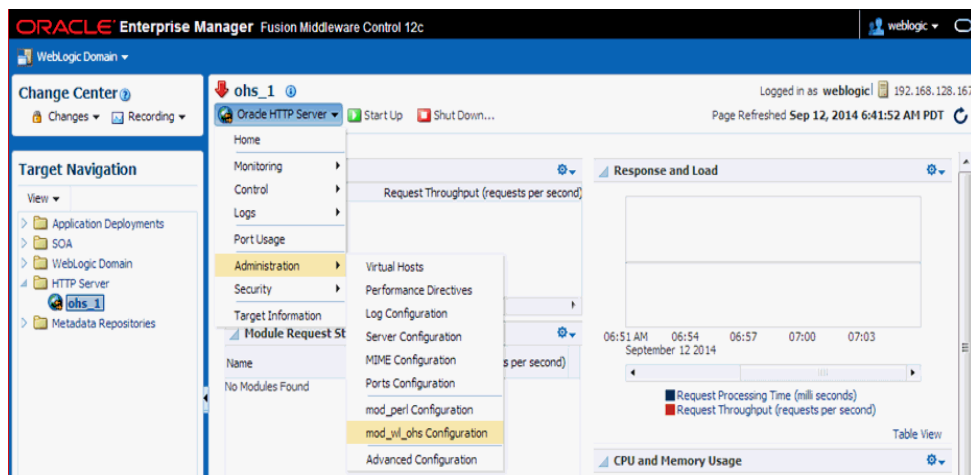 ORACLE Enterprise Manager Fusion Middleware Control 12c
weblogic
WebLogic Domain
Change Center
Changes
Recording
ohs_1
Logged in as weblogic
192.168.128.167
Oracle HTTP Server
Start Up
Shut Down...
Page Refreshed Sep 12, 2014 6:41:52 AM PDT
Target Navigation
View
Application Deployments
SOA
WebLogic Domain
HTTP Server
ohs_1
Metadata Repositories
Home
Monitoring
Control
Logs
Port Usage
Administration
Security
Target Information
Virtual Hosts
Performance Directives
Log Configuration
Server Configuration
MIME Configuration
Ports Configuration
mod_perl Configuration
mod_wl_ohs Configuration
Advanced Configuration
Request Throughput (requests per second)
Module Request St
Name
s per second)
No Modules Found
Response and Load
06:51 AM 06:54 06:57 07:00 07:03
September 12 2014
Request Processing Time (milli seconds)
Request Throughput (requests per second)
Table View
CPU and Memory Usage